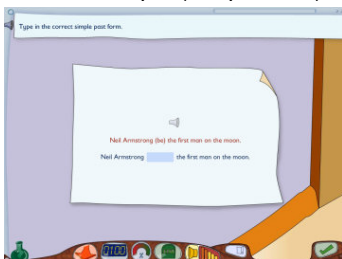 Type in the correct simple past form.
Neil Armstrong (be) the first man on the moon.
Neil Armstrong the first man on the moon.